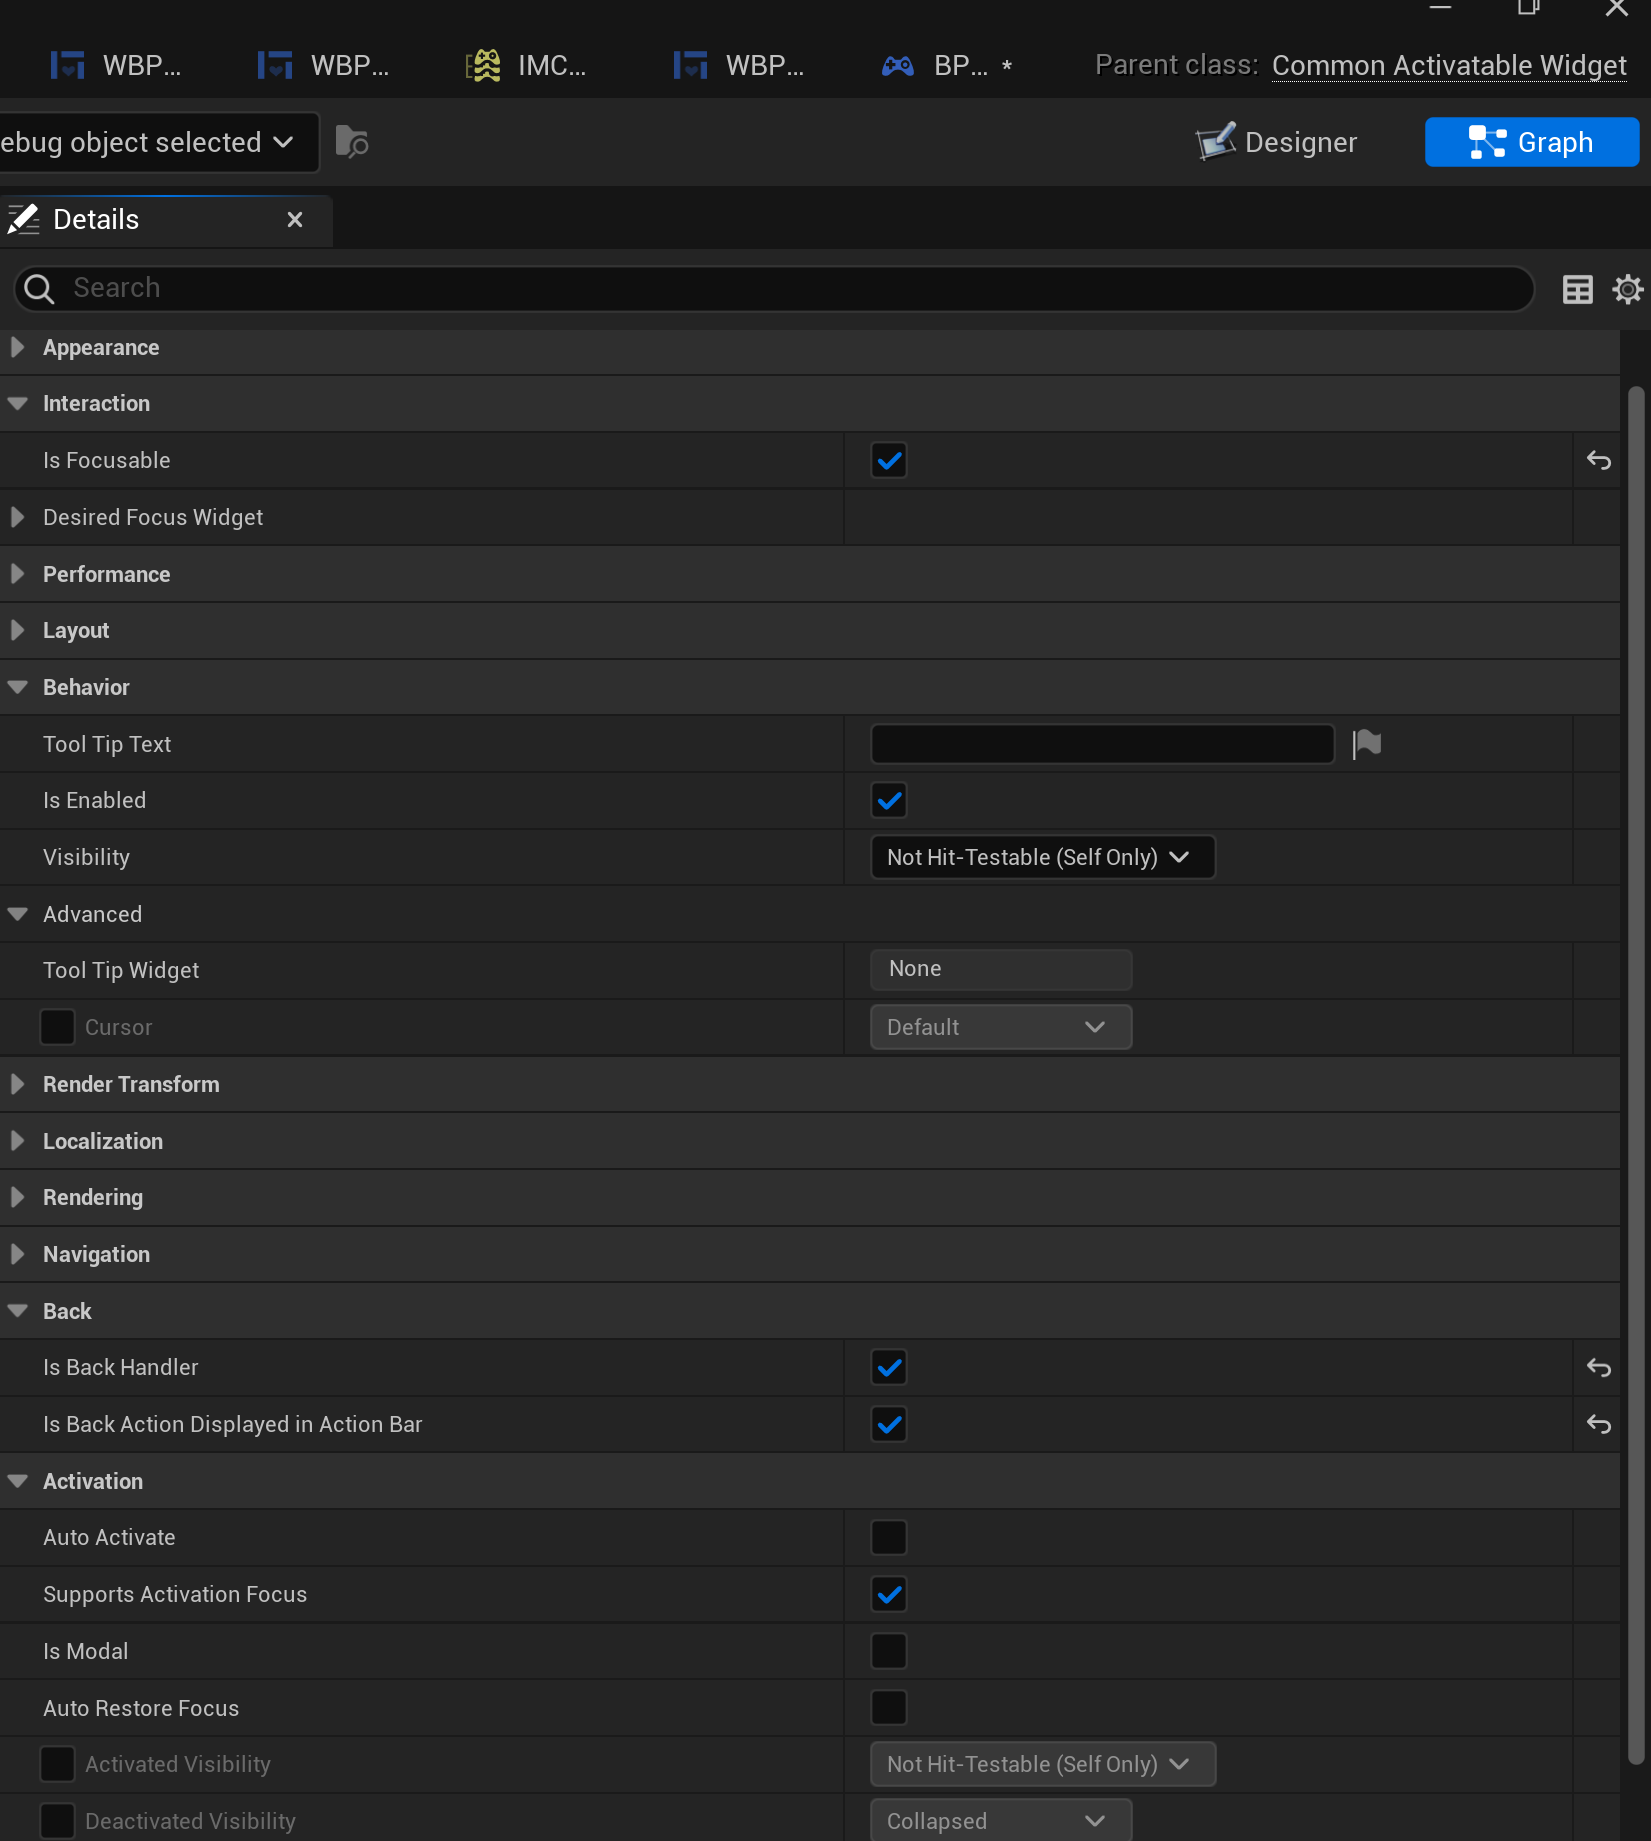 WBP... WBP... IMC... WBP... BP... * Parent class: Common Activatable Widget
ebug object selected Designer Graph
Details
Search
Appearance
Interaction
Is Focusable
Desired Focus Widget
Performance
Layout
Behavior
Tool Tip Text
Is Enabled
Visibility Not Hit-Testable (Self Only)
Advanced
Tool Tip Widget None
Cursor Default
Render Transform
Localization
Rendering
Navigation
Back
Is Back Handler
Is Back Action Displayed in Action Bar
Activation
Auto Activate
Supports Activation Focus
Is Modal
Auto Restore Focus
Activated Visibility Not Hit-Testable (Self Only)
Deactivated Visibility Collapsed